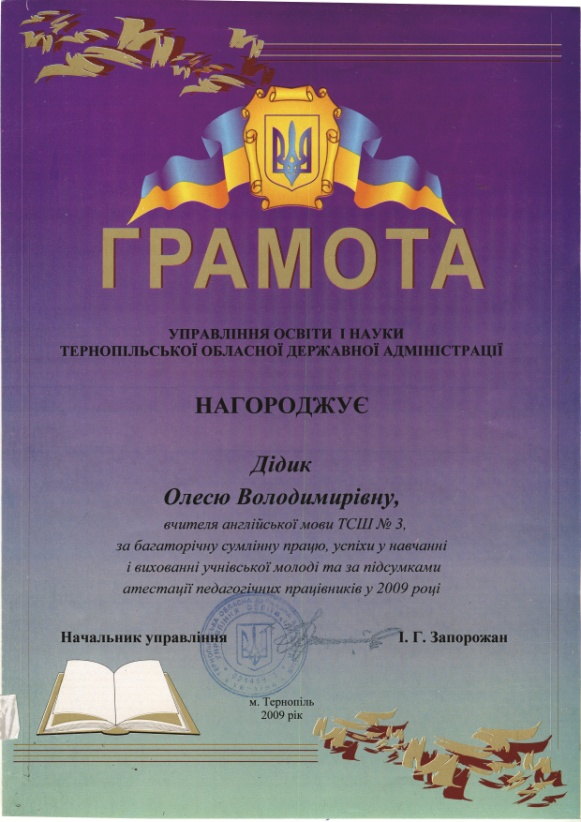 ГРАМОТА
УПРАВЛІННЯ ОСВІТИ І НАУКИ
ТЕРНОПІЛЬСЬКОЇ ОБЛАСНОЇ ДЕРЖАВНОЇ АДМІНІСТРАЦІЇ
НАГОРОДЖУЄ
Дідик
Олесю Володимирівну,
вчителя англійської мови ТСШ № 3,
за багаторічну сумлінну працю, успіхи у навчанні
і вихованні учнівської молоді та за підсумками
атестації педагогічних працівників у 2009 році
Начальник управління І. Г. Запорожан
м. Тернопіль
2009 рік